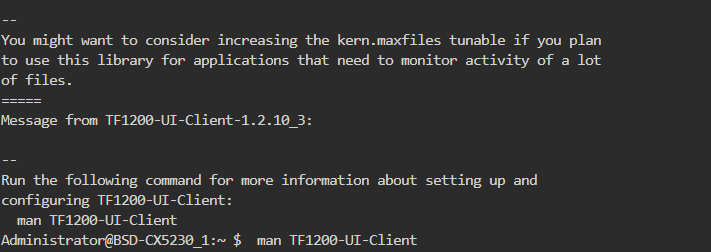 --
You might want to consider increasing the kern.maxfiles tunable if you plan
to use this library for applications that need to monitor activity of a lot
of files.
=====
Message from TF1200-UI-Client-1.2.10_3:
--
Run the following command for more information about setting up and
configuring TF1200-UI-Client:
  man TF1200-UI-Client
Administrator@BSD-CX5230_1:~ $  man TF1200-UI-Client